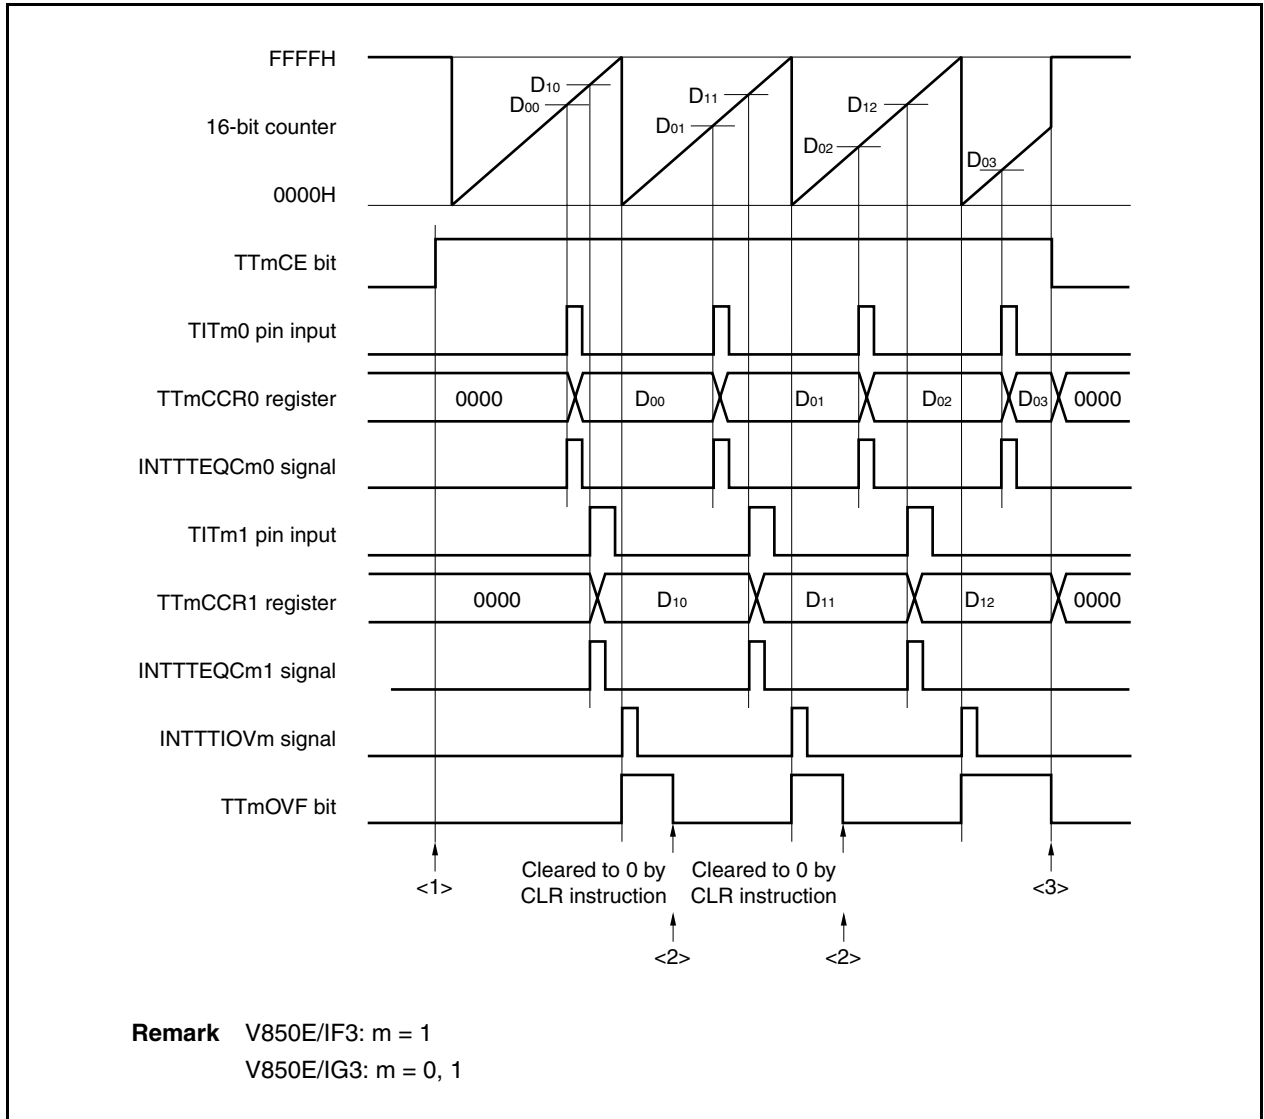 FFFFH
D10
D00
D11
D01
D12
D02
D03
16-bit counter
0000H
TTmCE bit
TITm0 pin input
TTmCCR0 register 0000 D00 D01 D02 D03 0000
INTTTEQCm0 signal
TITm1 pin input
TTmCCR1 register 0000 D10 D11 D12 0000
INTTTEQCm1 signal
INTTTIOVm signal
TTmOVF bit
Cleared to 0 by
CLR instruction
Cleared to 0 by
CLR instruction
<1>
<3>
<2>
<2>
Remark V850E/IF3: m = 1
V850E/IG3: m = 0, 1